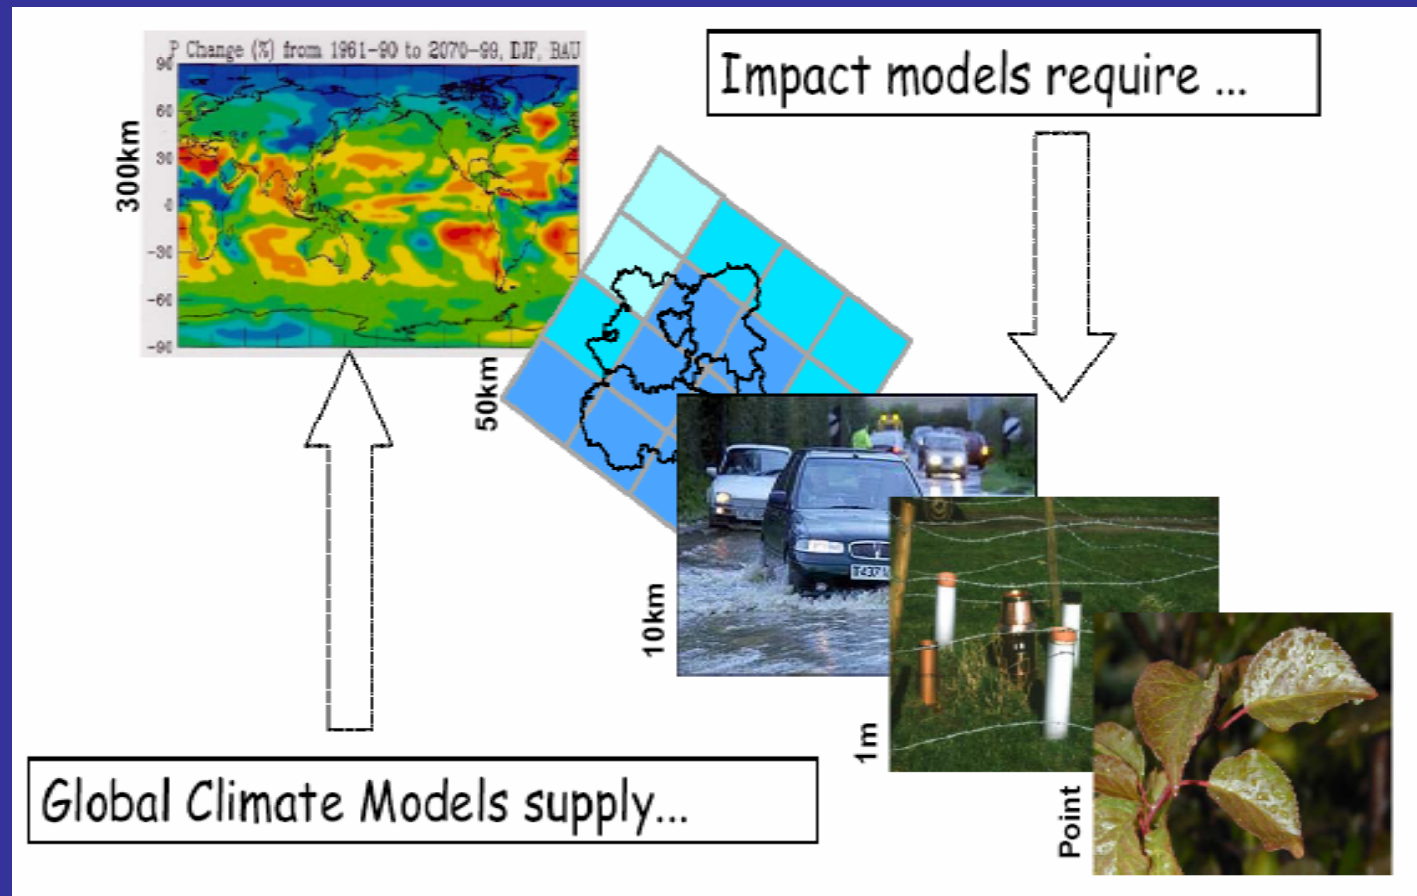 P Change (%) from 1961-90 to 2070-99, DJF, BAU
90
60
30
0
-30
-60
-90
300km
Impact models require ...
50km
10km
1m
Point
Global Climate Models supply...